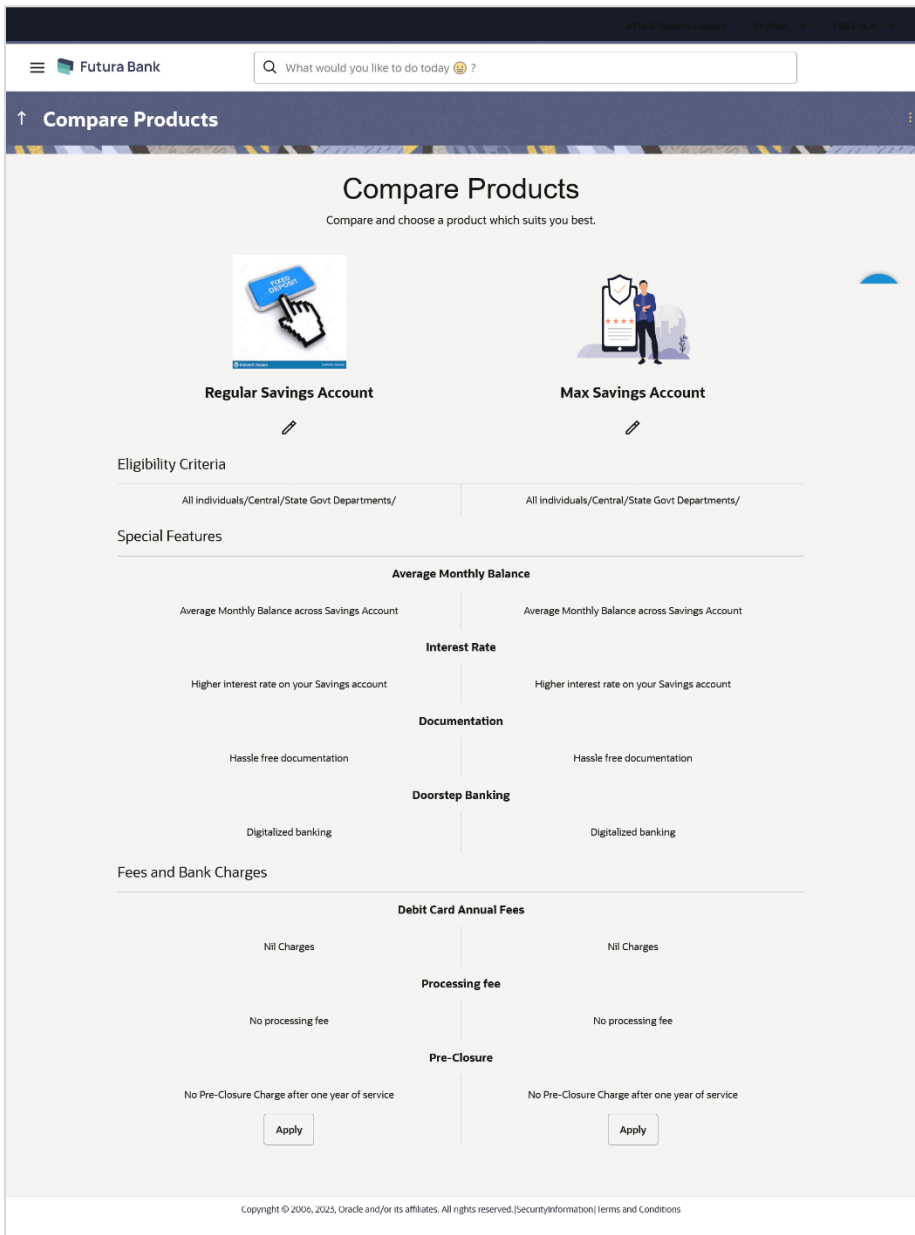 ATM & Branch Locator English
Futura Bank
What would you like to do today 😄 ?
↑ Compare Products
Compare Products
Compare and choose a product which suits you best.
FIXED DEPOSIT
Regular Savings Account Max Savings Account
Eligibility Criteria
All individuals/Central/State Govt Departments/ All individuals/Central/State Govt Departments/
Special Features
Average Monthly Balance
Average Monthly Balance across Savings Account Average Monthly Balance across Savings Account
Interest Rate
Higher interest rate on your Savings account Higher interest rate on your Savings account
Documentation
Hassle free documentation Hassle free documentation
Doorstep Banking
Digitalized banking Digitalized banking
Fees and Bank Charges
Debit Card Annual Fees
Nil Charges Nil Charges
Processing fee
No processing fee No processing fee
Pre-Closure
No Pre-Closure Charge after one year of service No Pre-Closure Charge after one year of service
Apply Apply
Copyright © 2006, 2023, Oracle and/or its affiliates. All rights reserved.|SecurityInformation|Terms and Conditions